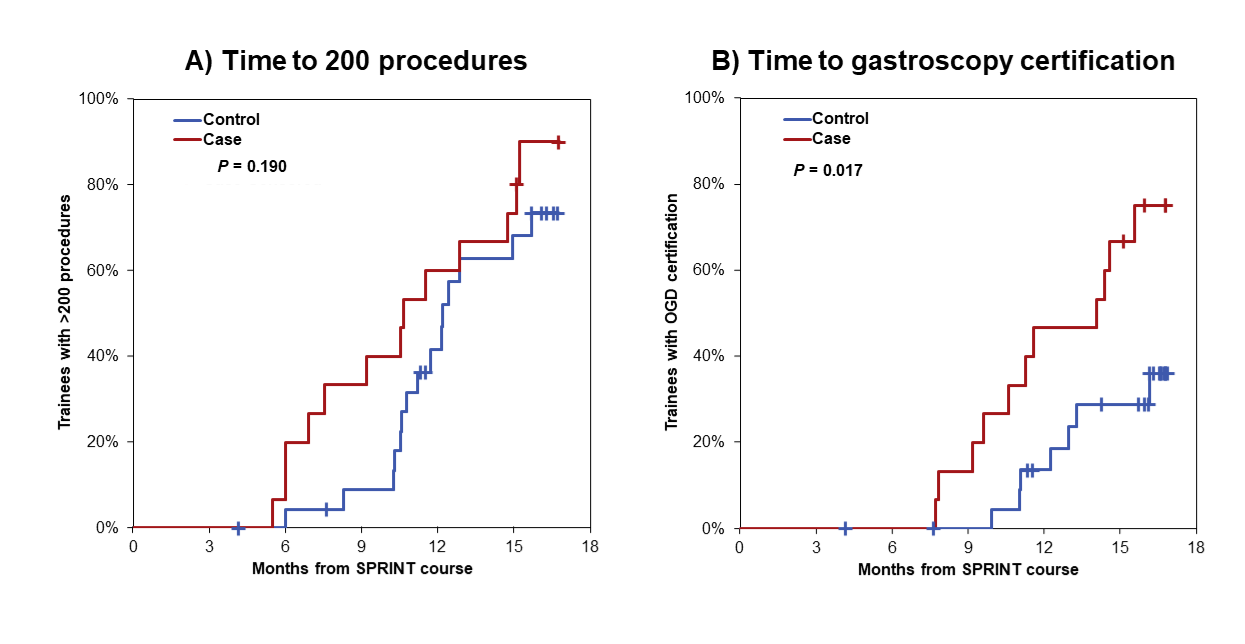 A) Time to 200 procedures
100%
80%
60%
40%
20%
0%
Trainees with >200 procedures
Control
Case
P = 0.190
0 3 6 9 12 15 18
Months from SPRINT course
B) Time to gastroscopy certification
100%
80%
60%
40%
20%
0%
Trainees with OGD certification
Control
Case
P = 0.017
0 3 6 9 12 15 18
Months from SPRINT course